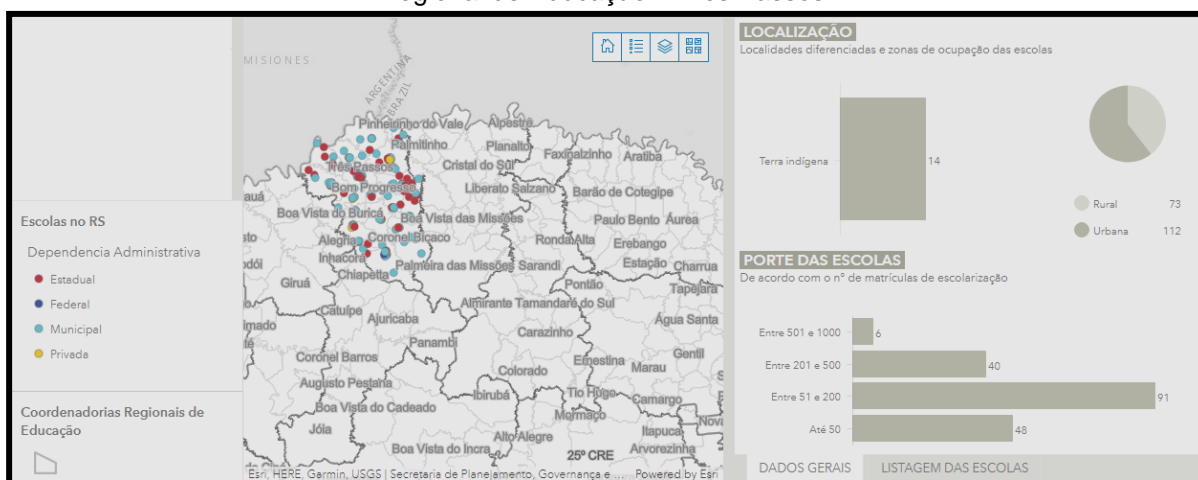 MISIONES
ARGENTINA
BRAZIL
Pinheirinho do Vale
Alpestre
Planalto
Faxinalzinho
Aratiba
Três Passos
Cristal do Sul
Bom Progresso
Liberato Salzano
Barão de Cotegipe
Boa Vista do Buricá
Boa Vista das Missões
Paulo Bento
Áurea
Alegria
Coronel Bicaco
Ronda Alta
Erebango
Inhacorá
Estação
Charrua
Chiapetta
Palmeira das Missões
Sarandi
Giruá
Pontão
Tapejara
Catuípe
Ajuricaba
Almirante Tamandaré do Sul
Água Santa
Panambi
Carazinho
Coronel Barros
Ernestina
Marau
Gentil
Colorado
Augusto Pestana
Ibirubá
Tio Hugo
Camargo
Boa Vista do Cadeado
Mormaço
Jóia
Alto Alegre
Itapuca
Boa Vista do Incra
25º CRE
Arvorezinha
Esri, HERE, Garmin, USGS | Secretaria de Planejamento, Governança e ... Powered by Esri
Escolas no RS
Dependencia Administrativa
Estadual
Federal
Municipal
Privada
Coordenadorias Regionais de
Educação
LOCALIZAÇÃO
Localidades diferenciadas e zonas de ocupação das escolas
Terra indígena 14
Rural 73
Urbana 112
PORTE DAS ESCOLAS
De acordo com o nº de matrículas de escolarização
Entre 501 e 1000 6
Entre 201 e 500 40
Entre 51 e 200 91
Até 50 48
DADOS GERAIS LISTAGEM DAS ESCOLAS